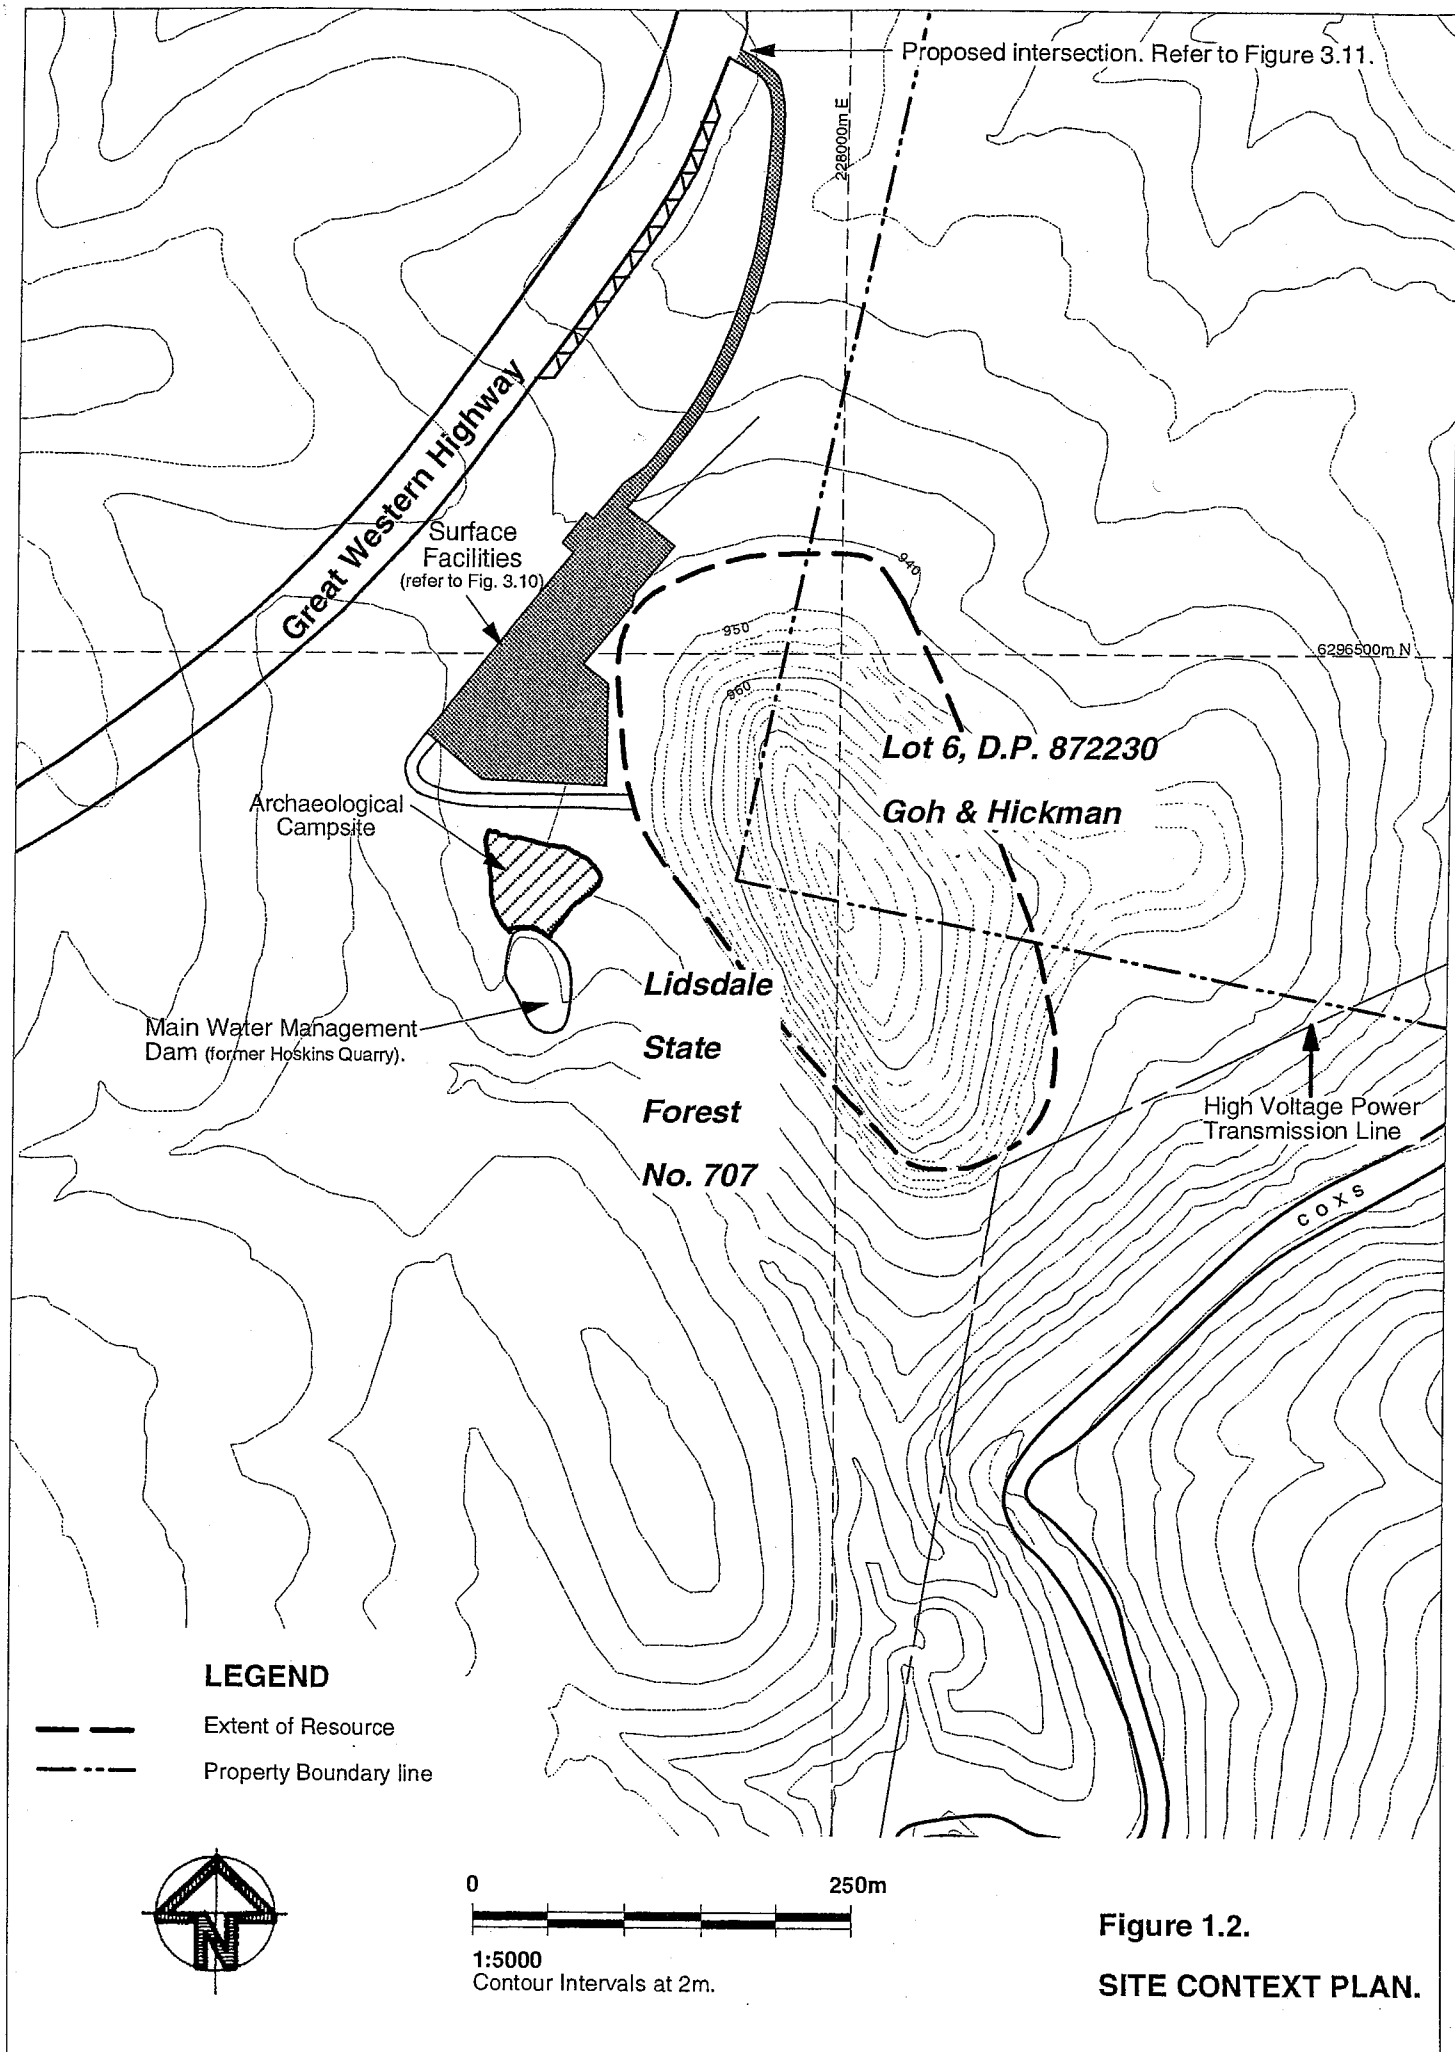 Proposed intersection. Refer to Figure 3.11.
228000m E
Great Western Highway
Surface
Facilities
(refer to Fig. 3.10)
940
950
6296500m N
960
Lot 6, D.P. 872230
Goh & Hickman
Archaeological
Campsite
Lidsdale
State
Forest
No. 707
Main Water Management
Dam (former Hoskins Quarry).
High Voltage Power
Transmission Line
COXS
LEGEND
Extent of Resource
Property Boundary line
N
0 250m
1:5000
Contour Intervals at 2m.
Figure 1.2.
SITE CONTEXT PLAN.